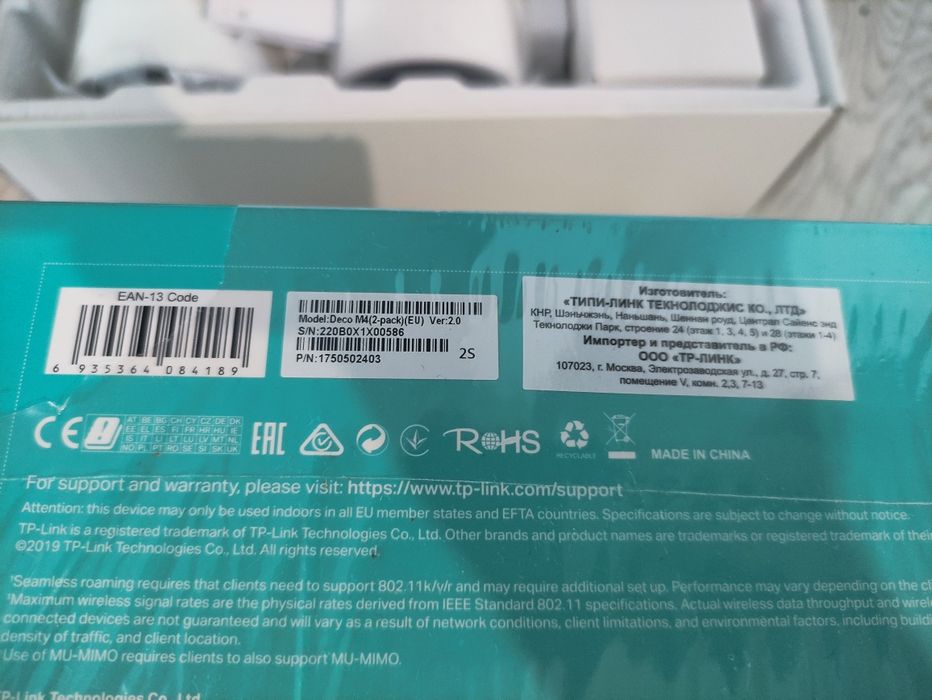 EAN-13 Code
6 935364 084189
Model:Deco M4(2-pack)(EU) Ver:2.0
S/N:220B0X1X00586
P/N:1750502403
2S
Изготовитель:
«ТИПИ-ЛИНК ТЕКНОЛОДЖИС КО., ЛТД»
КНР, Шэньчжэнь, Наньшань, Шеннан роуд, Централ Сайенс энд
Текнолоджи Парк, строение 24 (этаж 1, 3, 4, 5) и 28 (этажи 1-4)
Импортер и представитель в РФ:
ООО «ТР-ЛИНК»
107023, г. Москва, Электрозаводская ул., д. 27, стр. 7,
помещение V, комн. 2,3, 7-13
CE
AT BE BG CH CY CZ DE DK
EE EL ES FI FR HR HU IE
IS IT LI LT LU LV MT NL
NO PL PT RO SE SI SK UK
EAC
RoHS
RECYCLABLE
MADE IN CHINA
For support and warranty, please visit: https://www.tp-link.com/support
Attention: this device may only be used indoors in all EU member states and EFTA countries. Specifications are subject to change without notice.
TP-Link is a registered trademark of TP-Link Technologies Co., Ltd. Other brands and product names are trademarks or registered trademark of their
©2019 TP-Link Technologies Co., Ltd. All rights reserved.
¹Seamless roaming requires that clients need to support 802.11k/v/r and may require additional set up. Performance may vary depending on the cl
²Maximum wireless signal rates are the physical rates derived from IEEE Standard 802.11 specifications. Actual wireless data throughput and wirel
connected devices are not guaranteed and will vary as a result of network conditions, client limitations, and environmental factors, including buildi
density of traffic, and client location.
Use of MU-MIMO requires clients to also support MU-MIMO.
TP-Link Technologies Co., Ltd.